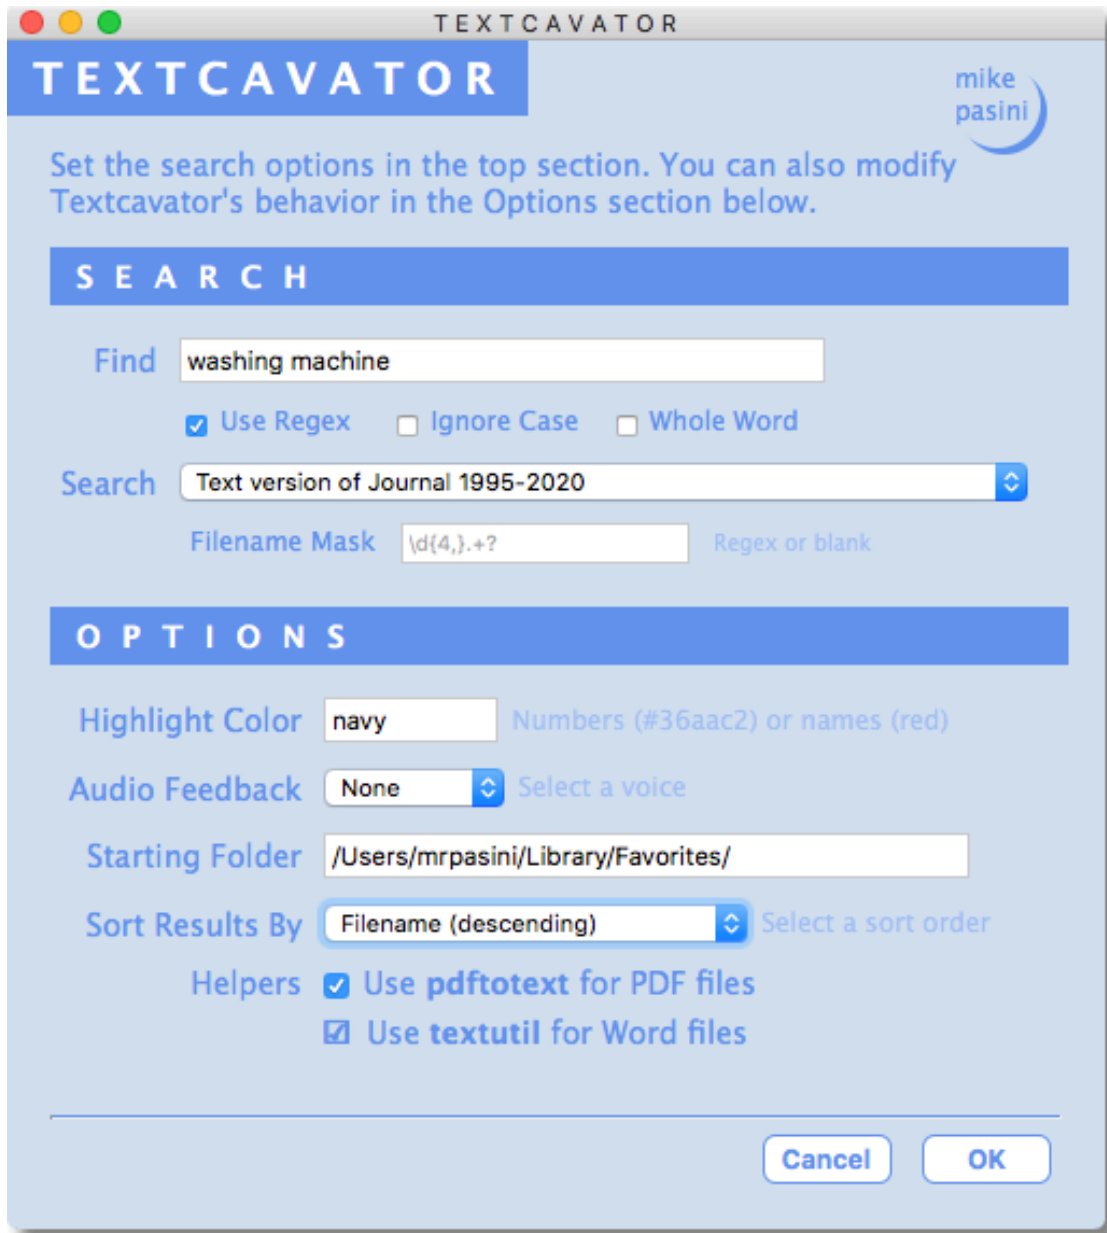 TEXTCAVATOR
TEXTCAVATOR
mike
pasini
Set the search options in the top section. You can also modify
Textcavator's behavior in the Options section below.
SEARCH
Find washing machine
Use Regex Ignore Case Whole Word
Search Text version of Journal 1995-2020
Filename Mask \d{4,}.+? Regex or blank
OPTIONS
Highlight Color navy Numbers (#36aac2) or names (red)
Audio Feedback None Select a voice
Starting Folder /Users/mrpasini/Library/Favorites/
Sort Results By Filename (descending) Select a sort order
Helpers Use pdftotext for PDF files
Use textutil for Word files
Cancel OK